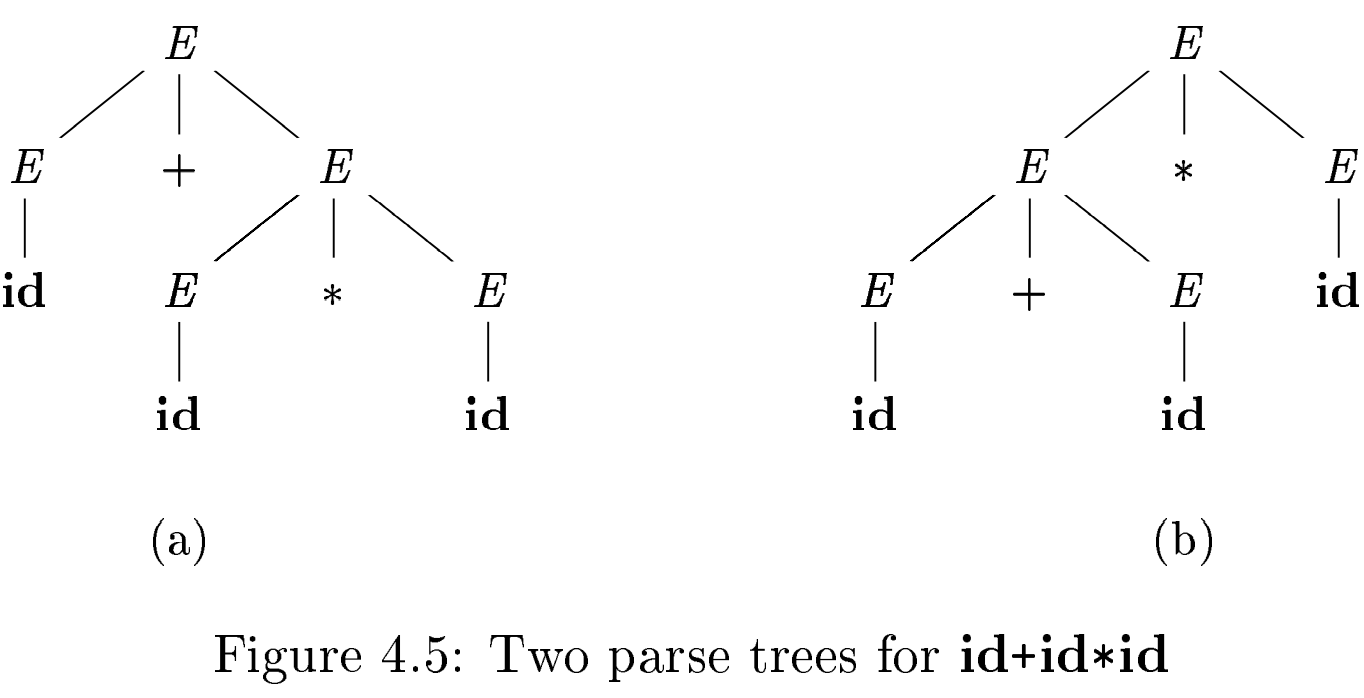 E E
E + E E * E
id E * E E + E id
id id id id
(a) (b)
Figure 4.5: Two parse trees for id+id*id